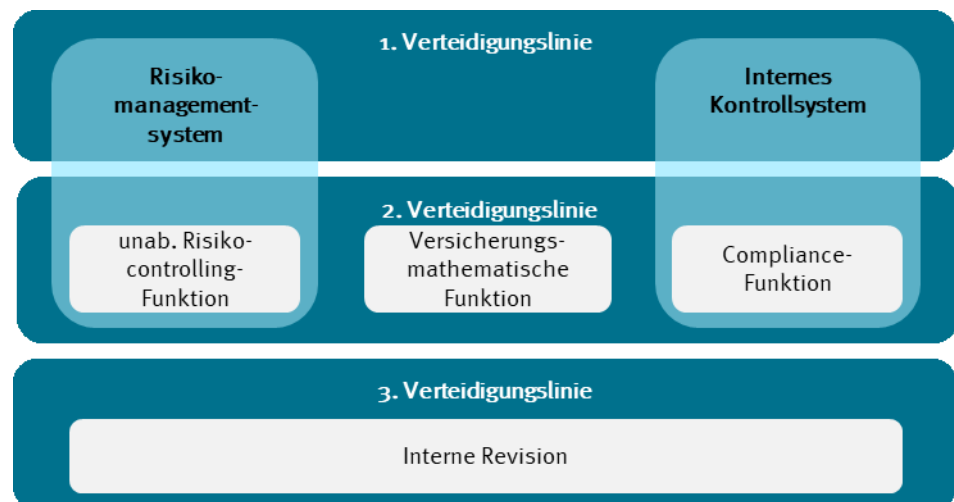 1. Verteidigungslinie
Risiko-
management-
system
Internes
Kontrollsystem
2. Verteidigungslinie
unab. Risiko-
controlling-
Funktion
Versicherungs-
mathematische
Funktion
Compliance-
Funktion
3. Verteidigungslinie
Interne Revision